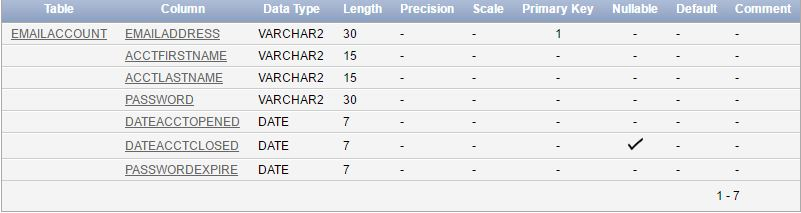 Table Column Data Type Length Precision Scale Primary Key Nullable Default Comment
EMAILACCOUNT EMAILADDRESS VARCHAR2 30 - - 1 - - -
ACCTFIRSTNAME VARCHAR2 15 - - - - - -
ACCTLASTNAME VARCHAR2 15 - - - - - -
PASSWORD VARCHAR2 30 - - - - - -
DATEACCTOPENED DATE 7 - - - - - -
DATEACCTCLOSED DATE 7 - - - ✓ - -
PASSWORDEXPIRE DATE 7 - - - - - -
1 - 7